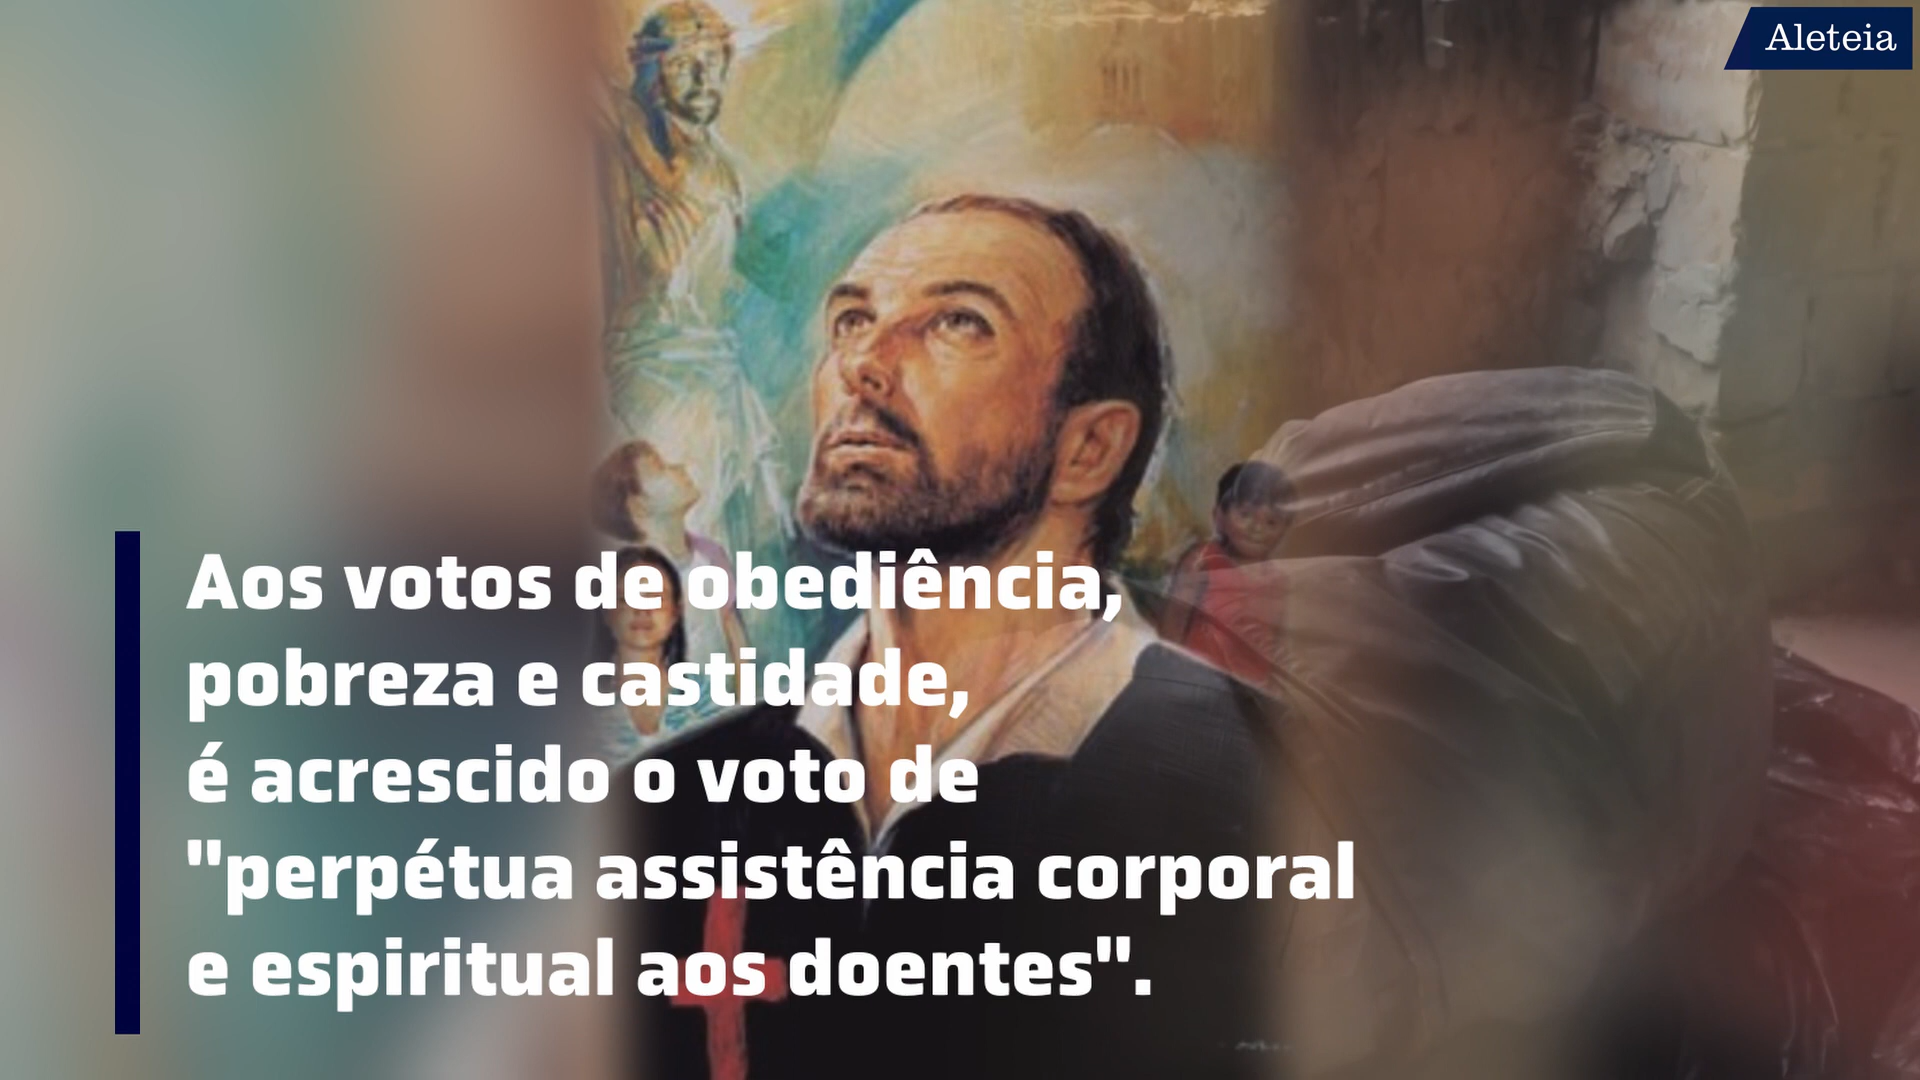 Aleteia
Aos votos de obediência,
pobreza e castidade,
é acrescido o voto de
"perpétua assistência corporal
e espiritual aos doentes".